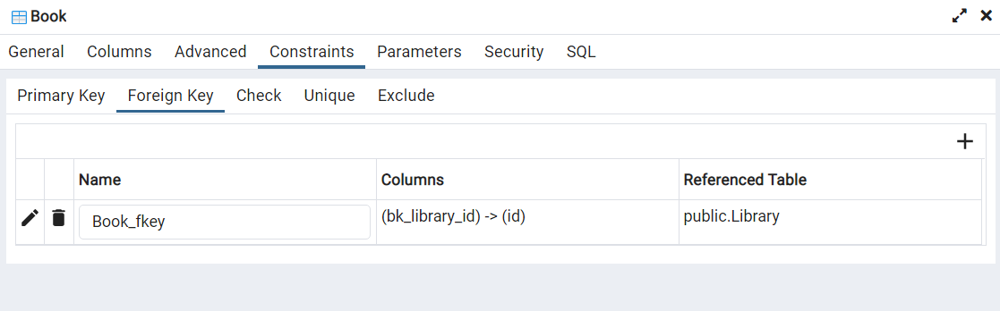 Book
General Columns Advanced Constraints Parameters Security SQL
Primary Key Foreign Key Check Unique Exclude
Name Columns Referenced Table
Book_fkey (bk_library_id) -> (id) public.Library